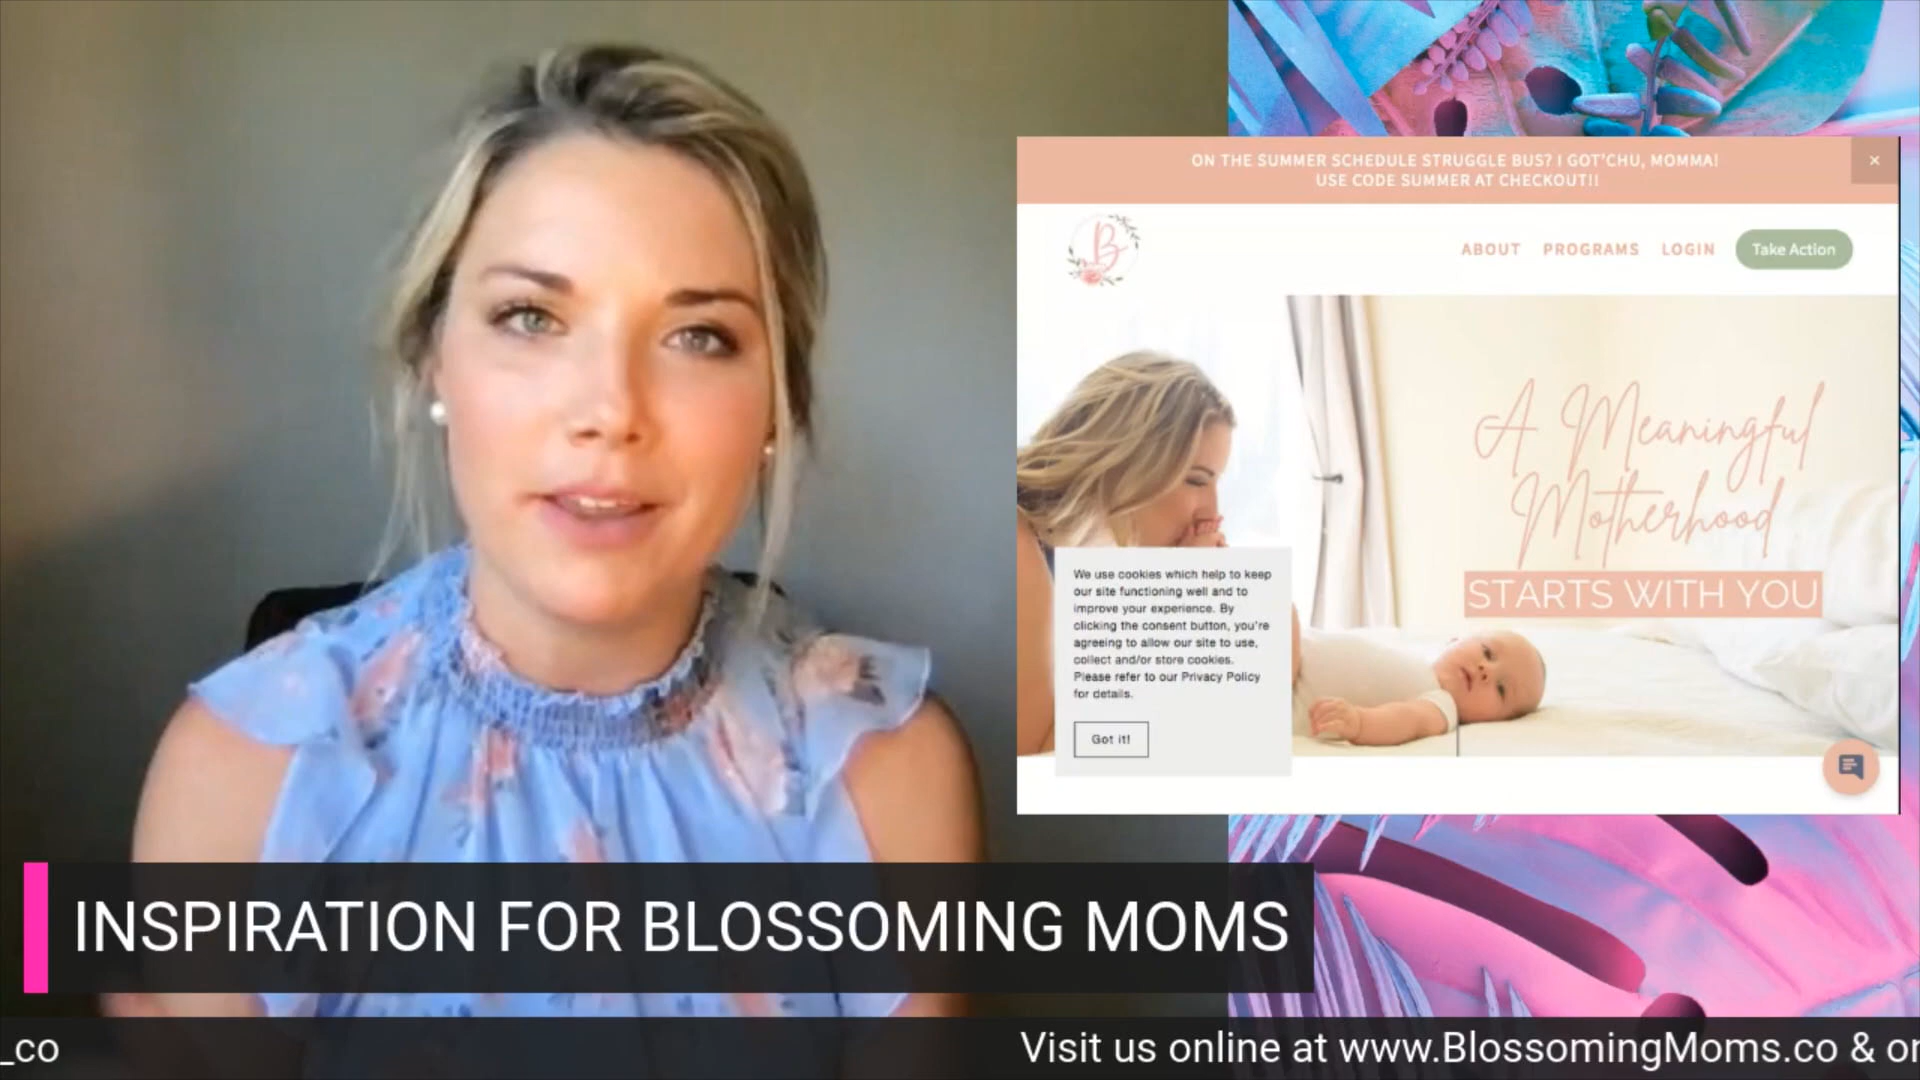 ON THE SUMMER SCHEDULE STRUGGLE BUS? I GOT'CHU, MOMMA!
USE CODE SUMMER AT CHECKOUT!!
×
B
ABOUT PROGRAMS LOGIN Take Action
A Meaningful
Motherhood
STARTS WITH YOU
We use cookies which help to keep
our site functioning well and to
improve your experience. By
clicking the consent button, you're
agreeing to allow our site to use,
collect and/or store cookies.
Please refer to our Privacy Policy
for details.
Got it!
INSPIRATION FOR BLOSSOMING MOMS
_co Visit us online at www.BlossomingMoms.co & or